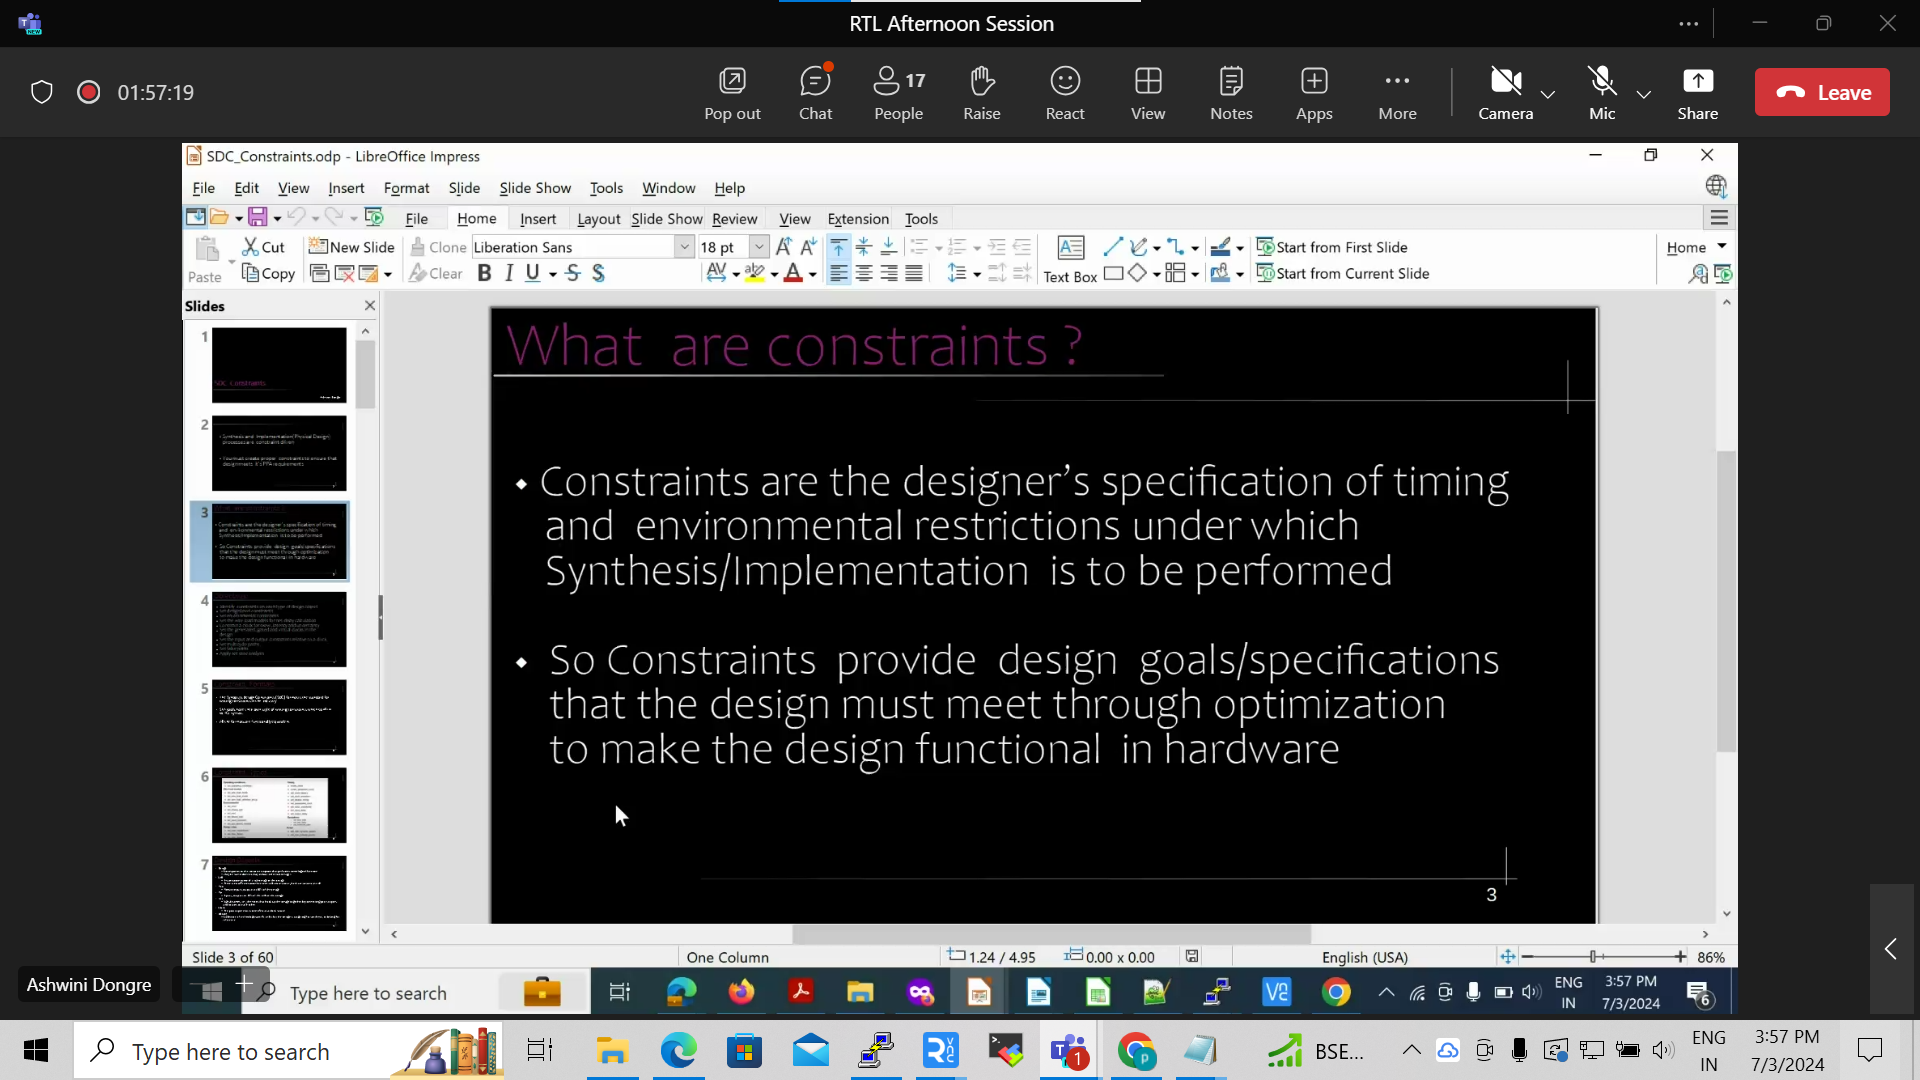 RTL Afternoon Session
01:57:19
Pop out
Chat
17
People
Raise
React
View
Notes
Apps
More
Camera
Mic
Share
Leave
SDC_Constraints.odp - LibreOffice Impress
File Edit View Insert Format Slide Slide Show Tools Window Help
File Home Insert Layout Slide Show Review View Extension Tools
Paste
Cut
Copy
New Slide
Clone
Clear
Liberation Sans
18 pt
Text Box
Start from First Slide
Start from Current Slide
Home
Slides
1
SDC Constraints
2
3
4
5
6
7
What are constraints ?
Constraints are the designer's specification of timing
and environmental restrictions under which
Synthesis/Implementation is to be performed
So Constraints provide design goals/specifications
that the design must meet through optimization
to make the design functional in hardware
3
Slide 3 of 60
One Column
1.24 / 4.95
0.00 x 0.00
English (USA)
86%
Ashwini Dongre
Type here to search
ENG
IN
3:57 PM
7/3/2024
6
Type here to search
1
BSE...
ENG
IN
3:57 PM
7/3/2024